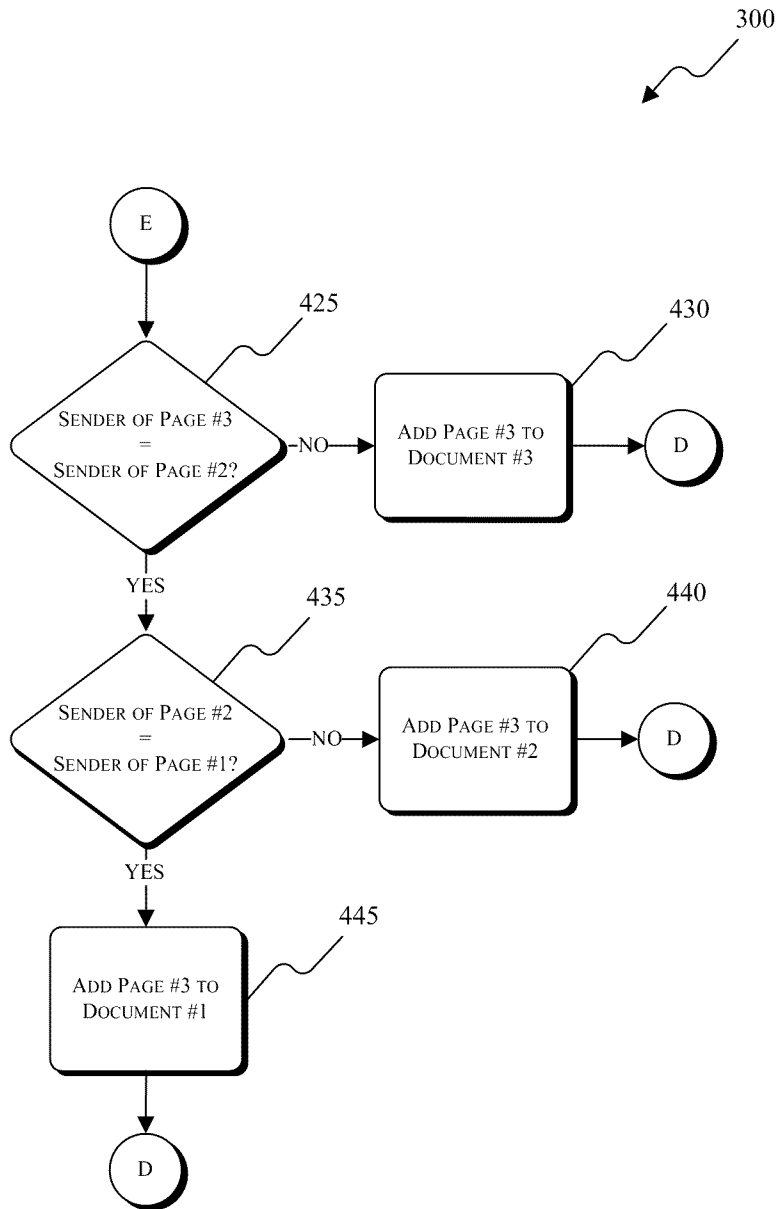 300
E
425
SENDER OF PAGE #3
=
SENDER OF PAGE #2?
NO
430
ADD PAGE #3 TO
DOCUMENT #3
D
YES
435
SENDER OF PAGE #2
=
SENDER OF PAGE #1?
NO
440
ADD PAGE #3 TO
DOCUMENT #2
D
YES
445
ADD PAGE #3 TO
DOCUMENT #1
D